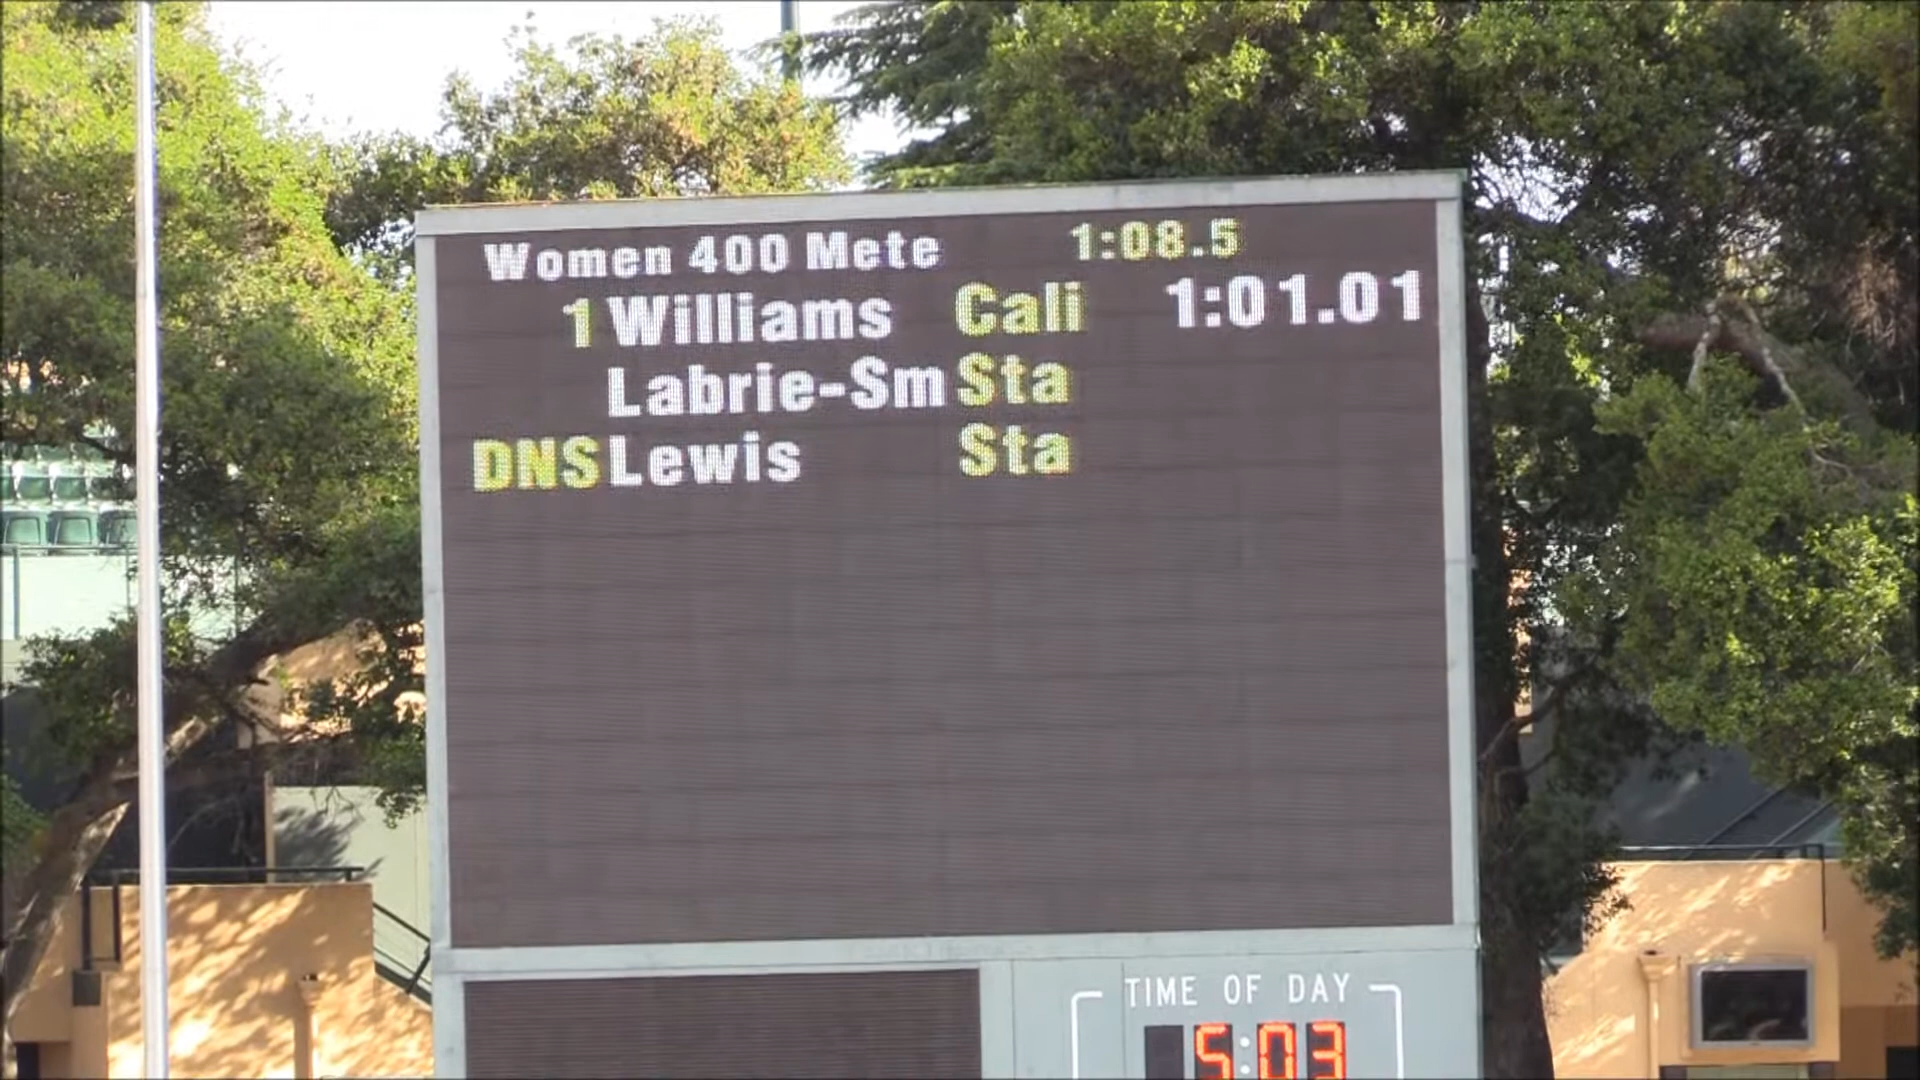 Women 400 Mete 1:08.5
1 Williams Cali 1:01.01
Labrie-Sm Sta
DNS Lewis Sta
TIME OF DAY
5:03